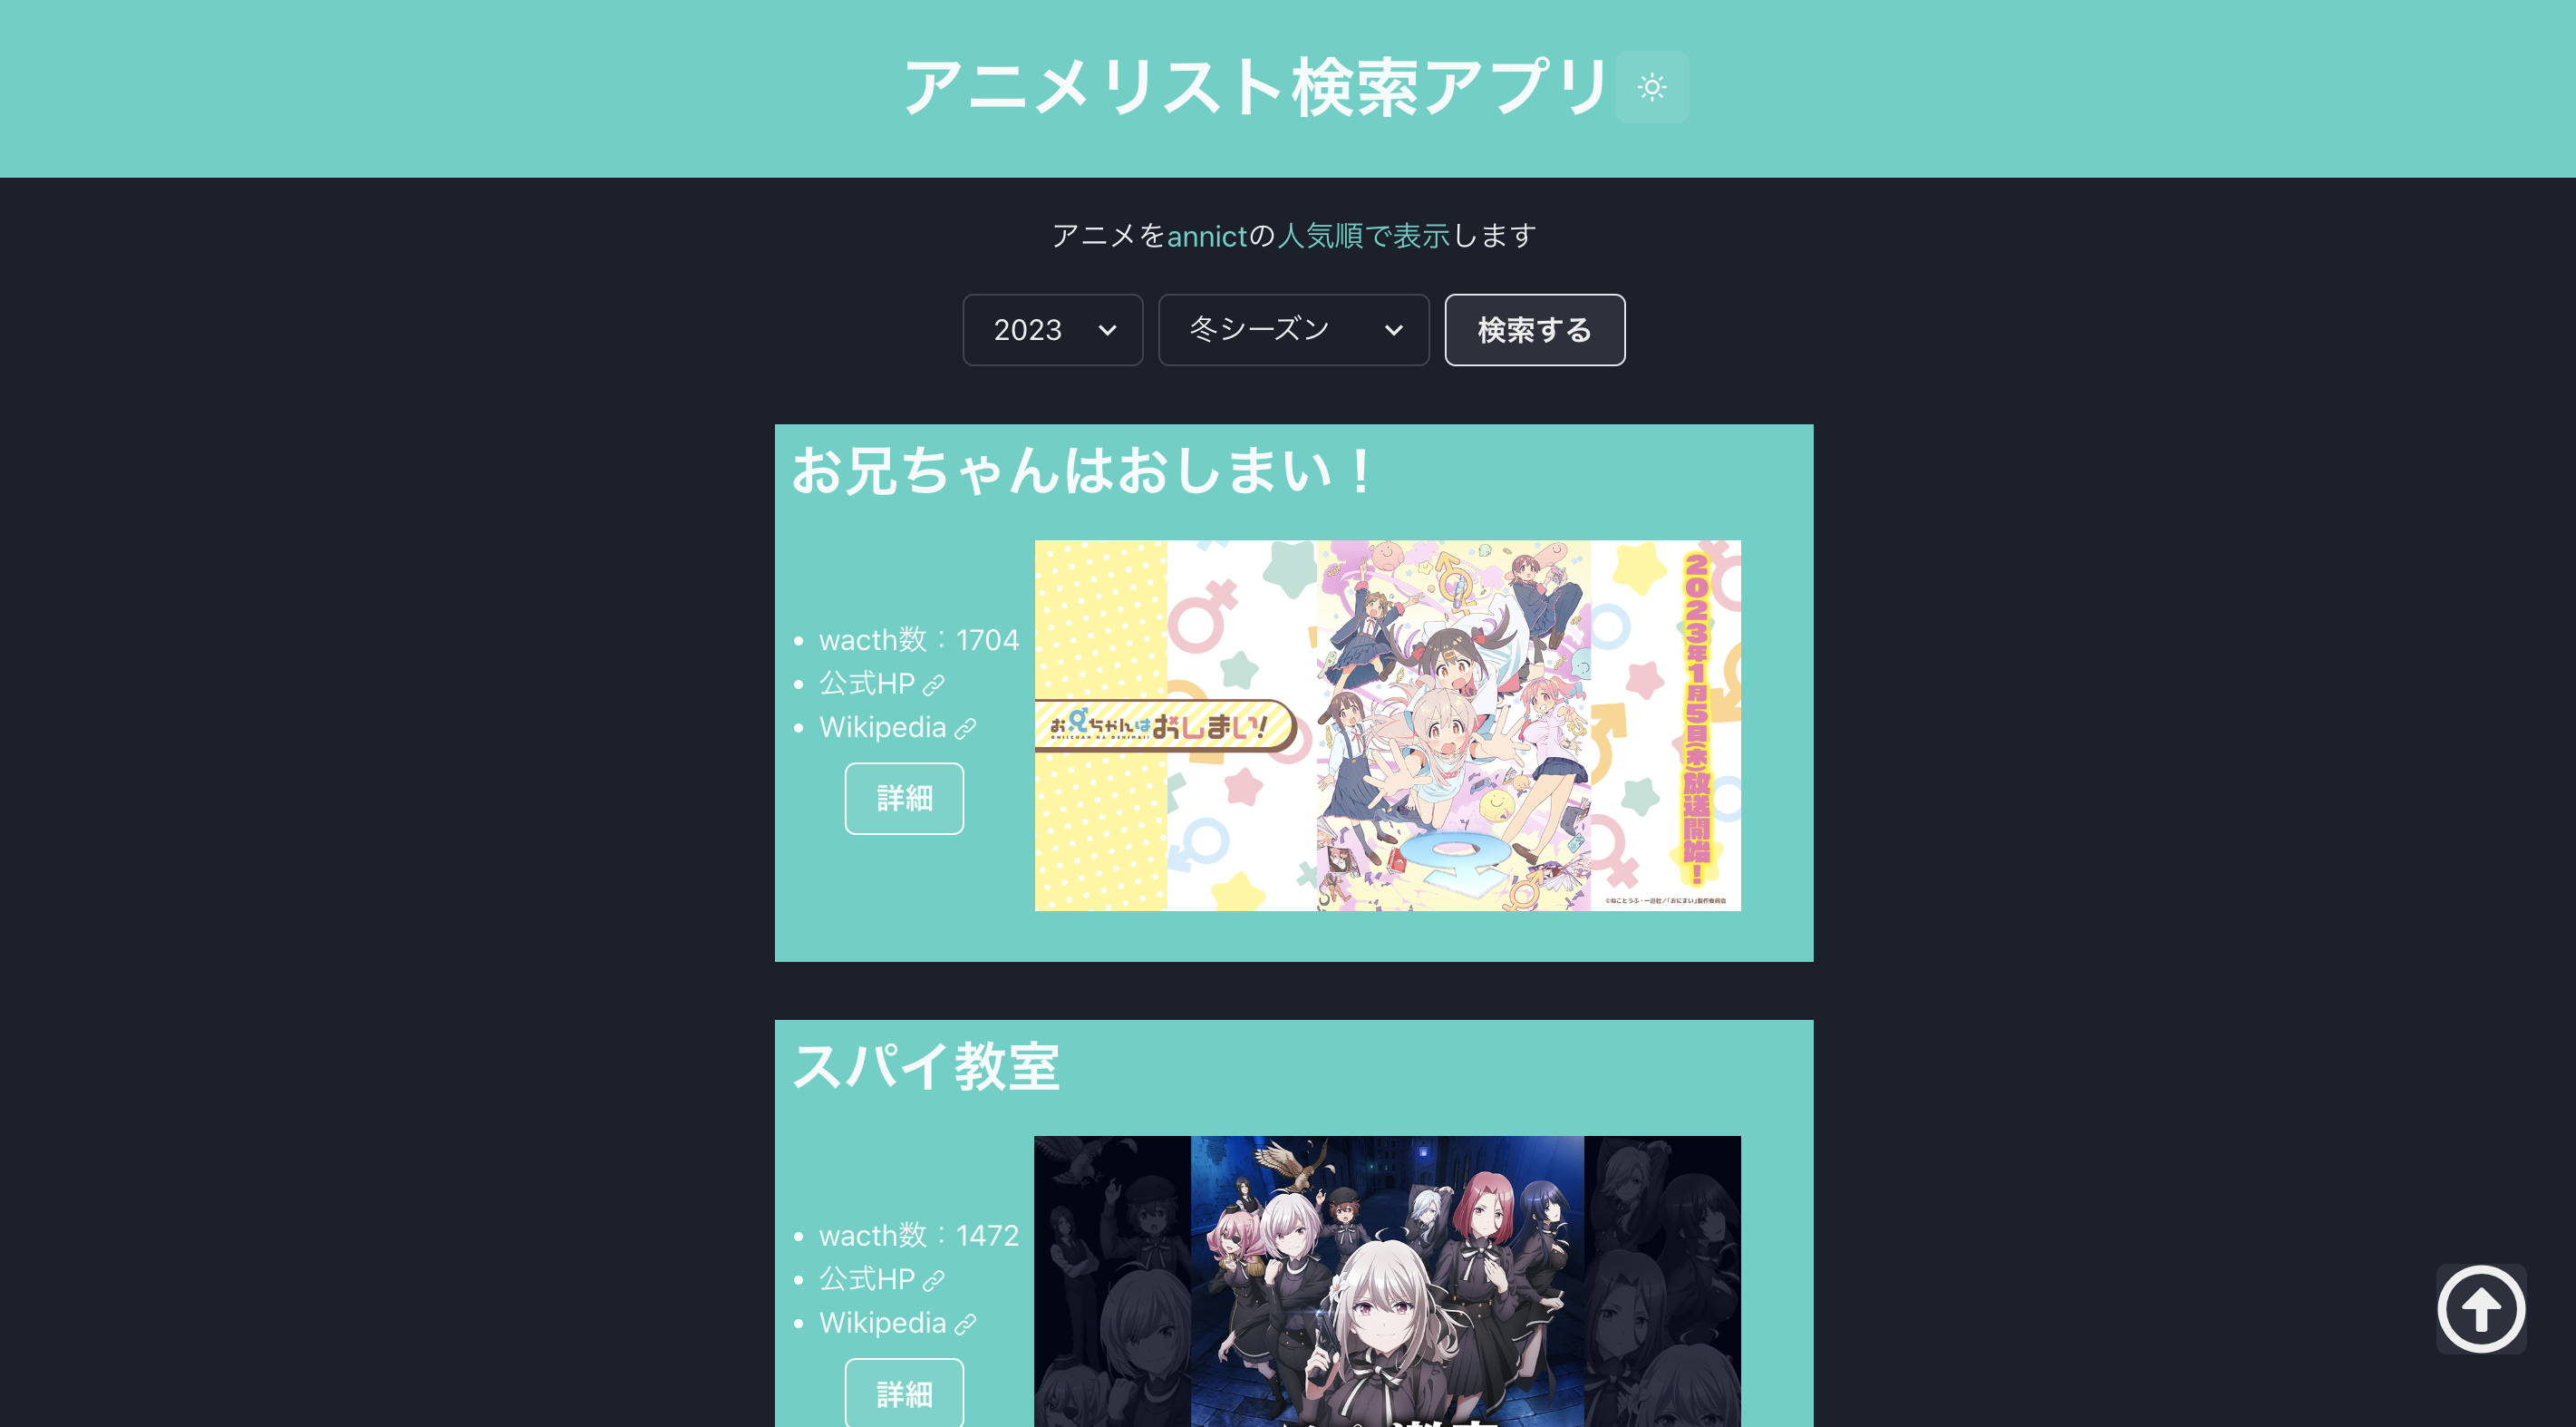 アニメリスト検索アプリ
アニメをannictの人気順で表示します
2023
冬シーズン
検索する
お兄ちゃんはおしまい！
wacth数：1704
公式HP
Wikipedia
詳細
お兄ちゃんはおしまい!
ONIICHAN HA OSHIMAI!
2023年1月5日(木)放送開始!
©ねことうふ・一迅社／「おにまい」製作委員会
スパイ教室
wacth数：1472
公式HP
Wikipedia
詳細